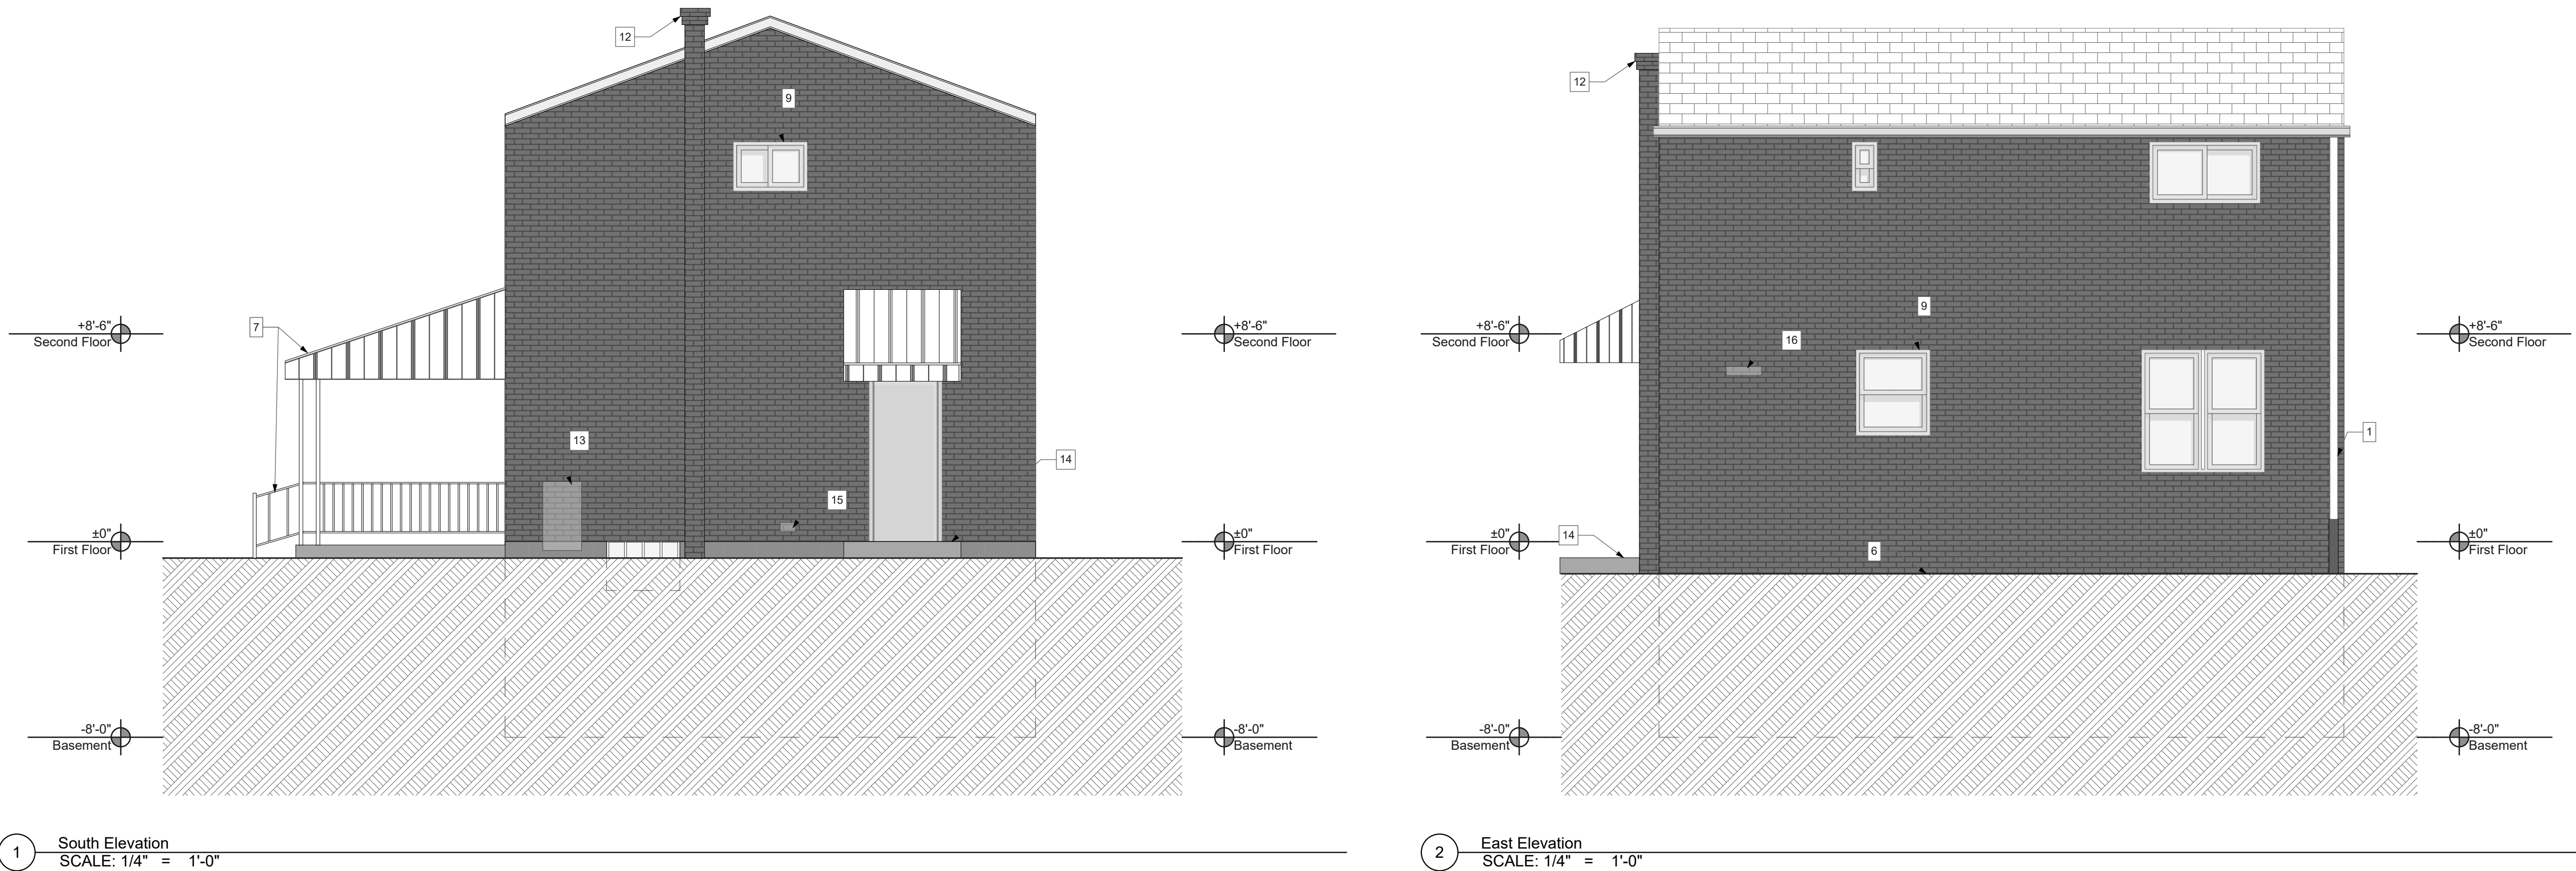 12
9
+8'-6"
Second Floor
7
+8'-6"
Second Floor
13
14
15
±0"
First Floor
±0"
First Floor
-8'-0"
Basement
-8'-0"
Basement
1
South Elevation
SCALE: 1/4" = 1'-0"
12
9
+8'-6"
Second Floor
16
+8'-6"
Second Floor
1
±0"
First Floor
14
6
±0"
First Floor
-8'-0"
Basement
-8'-0"
Basement
2
East Elevation
SCALE: 1/4" = 1'-0"